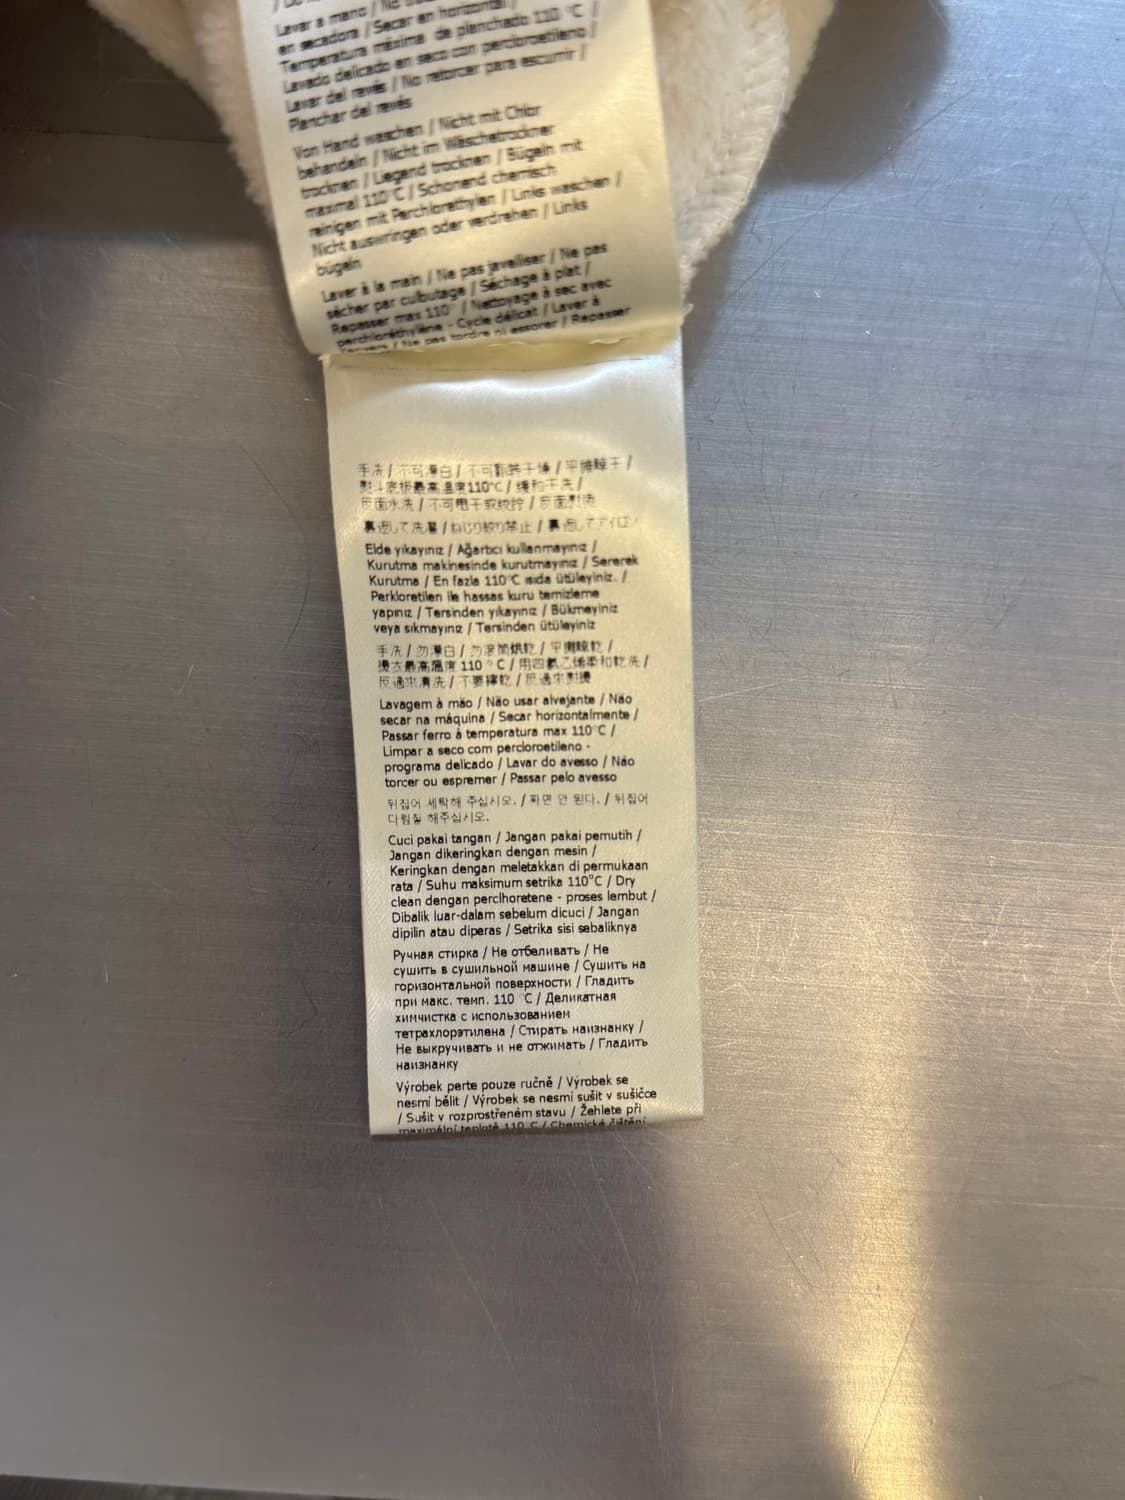 Lavar a mano / No
en secadora / Secar en horizontal /
Temperatura máxima de planchado 110 °C /
Lavado delicado en seco con percloroetileno /
Lavar del revés / No retorcer para escurrir /
Planchar del revés
Von Hand waschen / Nicht mit Chlor
behandeln / Nicht im Wäschetrockner
trocknen / Liegend trocknen / Bügeln mit
maximal 110°C / Schonend chemisch
reinigen mit Perchlorethylen / Links waschen /
Nicht auswringen oder verdrehen / Links
bügeln
Laver à la main / Ne pas javelliser / Ne pas
sécher par culbutage / Séchage à plat /
Repasser max 110° / Nettoyage à sec avec
perchloréthylène - Cycle délicat / Laver à
l'envers / Ne pas tordre ni essorer / Repasser
手洗 / 不可漂白 / 不可翻转干燥 / 平摊晾干 /
熨斗底板最高温度110°C / 缓和干洗 /
反面水洗 / 不可甩干或绞拧 / 反面熨烫
裏返して洗濯 / ねじり絞り禁止 / 裏返してアイロン
Elde yıkayınız / Ağartıcı kullanmayınız /
Kurutma makinesinde kurutmayınız / Sererek
Kurutma / En fazla 110°C ısıda ütüleyiniz. /
Perkloretilen ile hassas kuru temizleme
yapınız / Tersinden yıkayınız / Bükmeyiniz
veya sıkmayınız / Tersinden ütüleyiniz
手洗 / 勿漂白 / 勿滾筒烘乾 / 平攤晾乾 /
燙衣最高溫度 110 °C / 用四氯乙烯柔和乾洗 /
反過來清洗 / 不要擰乾 / 反過來熨燙
Lavagem à mão / Não usar alvejante / Não
secar na máquina / Secar horizontalmente /
Passar ferro à temperatura max 110°C /
Limpar a seco com percloroetileno -
programa delicado / Lavar do avesso / Não
torcer ou espremer / Passar pelo avesso
뒤집어 세탁해 주십시오. / 짜면 안 된다. / 뒤집어
다림질 해주십시오.
Cuci pakai tangan / Jangan pakai pemutih /
Jangan dikeringkan dengan mesin /
Keringkan dengan meletakkan di permukaan
rata / Suhu maksimum setrika 110°C / Dry
clean dengan perclhoretene - proses lembut /
Dibalik luar-dalam sebelum dicuci / Jangan
dipilin atau diperas / Setrika sisi sebaliknya
Ручная стирка / Не отбеливать / Не
сушить в сушильной машине / Сушить на
горизонтальной поверхности / Гладить
при макс. темп. 110 °C / Деликатная
химчистка с использованием
тетрахлорэтилена / Стирать наизнанку /
Не выкручивать и не отжимать / Гладить
наизнанку
Výrobek perte pouze ručně / Výrobek se
nesmí bělit / Výrobek se nesmí sušit v sušičce
/ Sušit v rozprostřeném stavu / Žehlete při
maximální teplotě 110 C / Chemické čištění